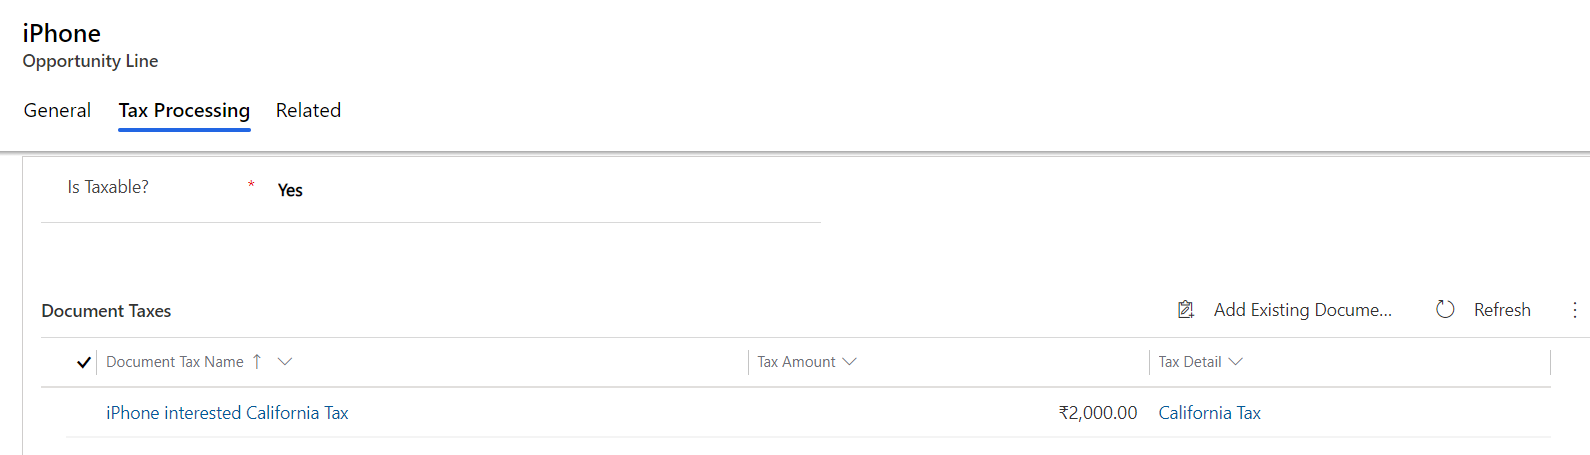 iPhone
Opportunity Line
General Tax Processing Related
Is Taxable? * Yes
Document Taxes Add Existing Docume... Refresh
Document Tax Name ↑ Tax Amount Tax Detail
iPhone interested California Tax ₹2,000.00 California Tax